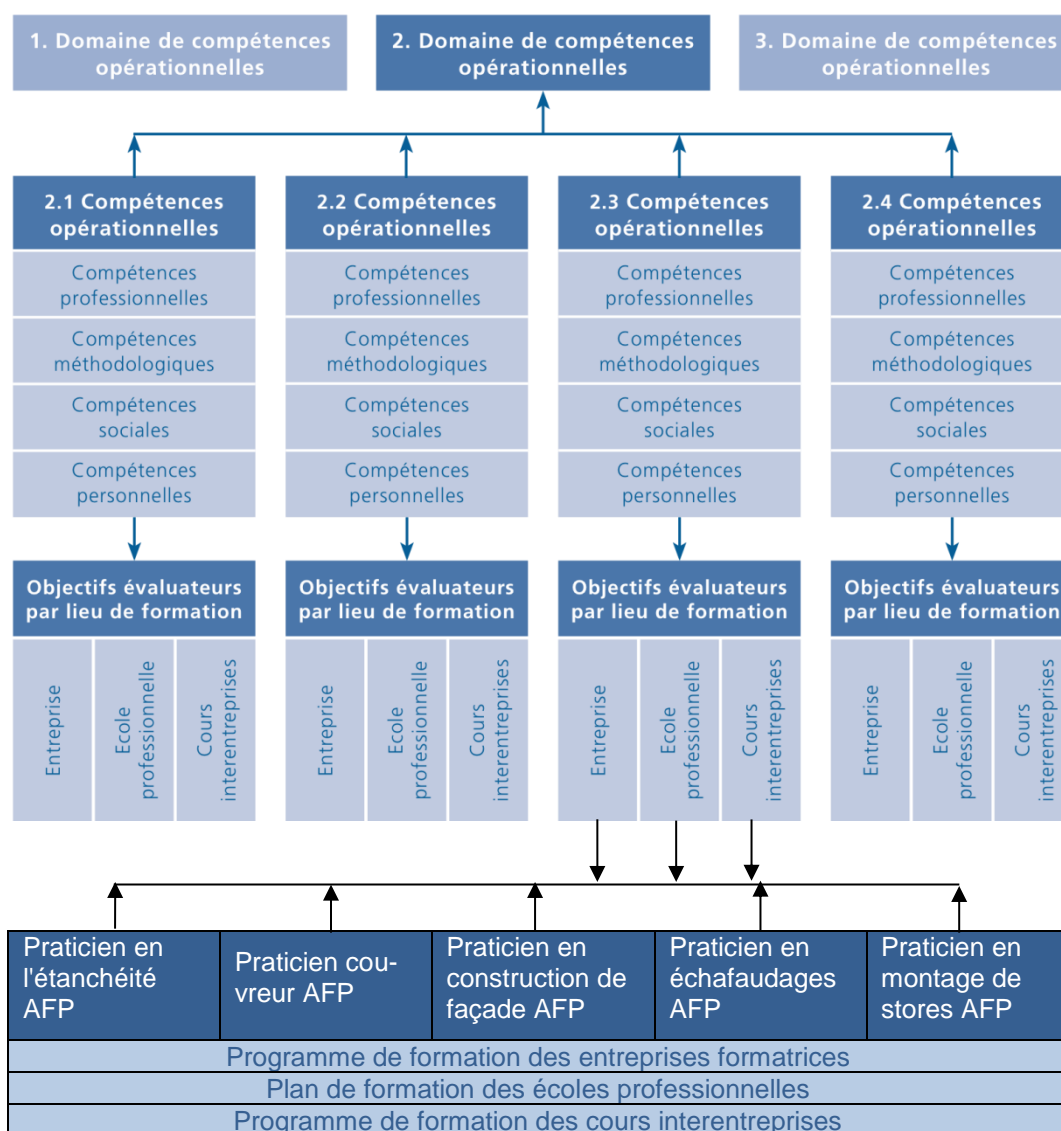 1. Domaine de compétences
opérationnelles
2. Domaine de compétences
opérationnelles
3. Domaine de compétences
opérationnelles
2.1 Compétences
opérationnelles
Compétences
professionnelles
Compétences
méthodologiques
Compétences
sociales
Compétences
personnelles
Objectifs évaluateurs
par lieu de formation
Entreprise
Ecole
professionnelle
Cours
interentreprises
2.2 Compétences
opérationnelles
Compétences
professionnelles
Compétences
méthodologiques
Compétences
sociales
Compétences
personnelles
Objectifs évaluateurs
par lieu de formation
Entreprise
Ecole
professionnelle
Cours
interentreprises
2.3 Compétences
opérationnelles
Compétences
professionnelles
Compétences
méthodologiques
Compétences
sociales
Compétences
personnelles
Objectifs évaluateurs
par lieu de formation
Entreprise
Ecole
professionnelle
Cours
interentreprises
2.4 Compétences
opérationnelles
Compétences
professionnelles
Compétences
méthodologiques
Compétences
sociales
Compétences
personnelles
Objectifs évaluateurs
par lieu de formation
Entreprise
Ecole
professionnelle
Cours
interentreprises
Praticien en
l'étanchéité
AFP
Praticien cou-
vreur AFP
Praticien en
construction de
façade AFP
Praticien en
échafaudages
AFP
Praticien en
montage de
stores AFP
Programme de formation des entreprises formatrices
Plan de formation des écoles professionnelles
Programme de formation des cours interentreprises